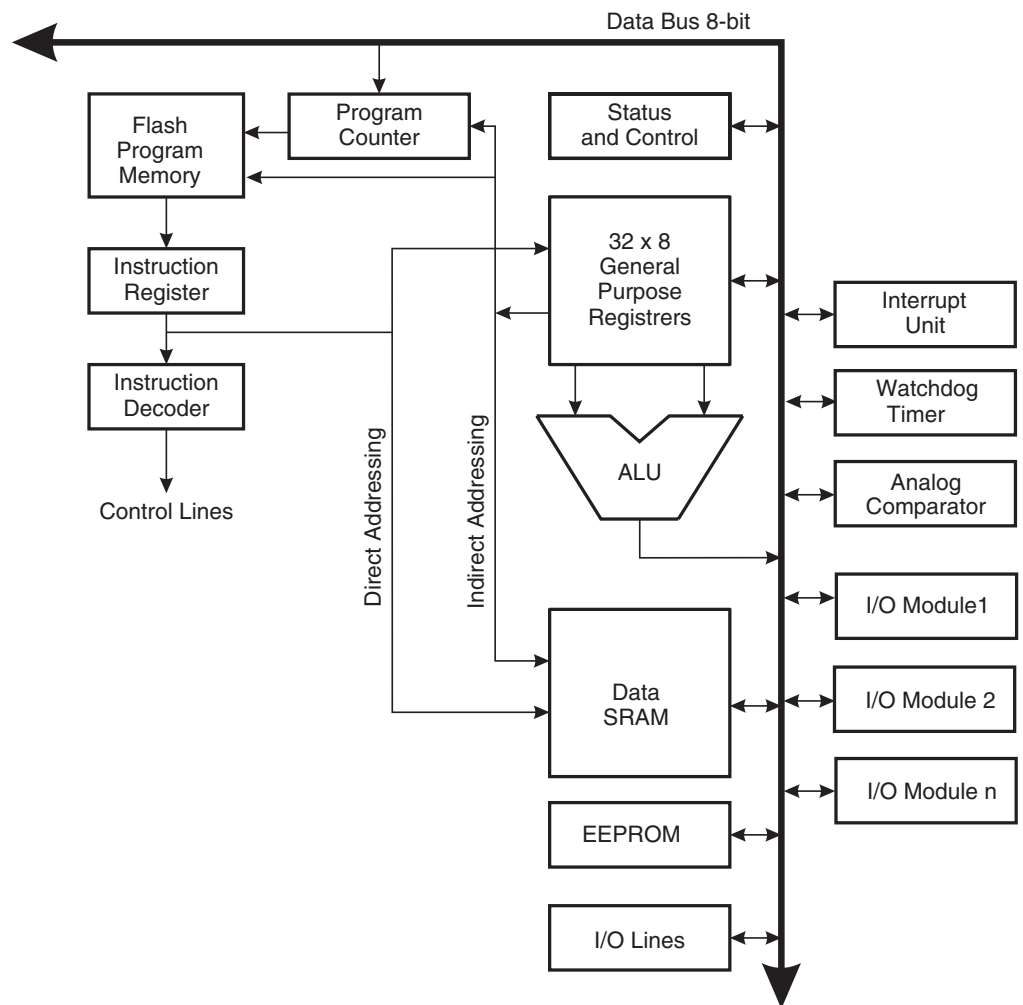 Data Bus 8-bit
Flash
Program
Memory
Program
Counter
Status
and Control
32 x 8
General
Purpose
Registrers
Instruction
Register
Instruction
Decoder
Control Lines
Direct Addressing
Indirect Addressing
ALU
Interrupt
Unit
Watchdog
Timer
Analog
Comparator
I/O Module1
Data
SRAM
I/O Module 2
I/O Module n
EEPROM
I/O Lines